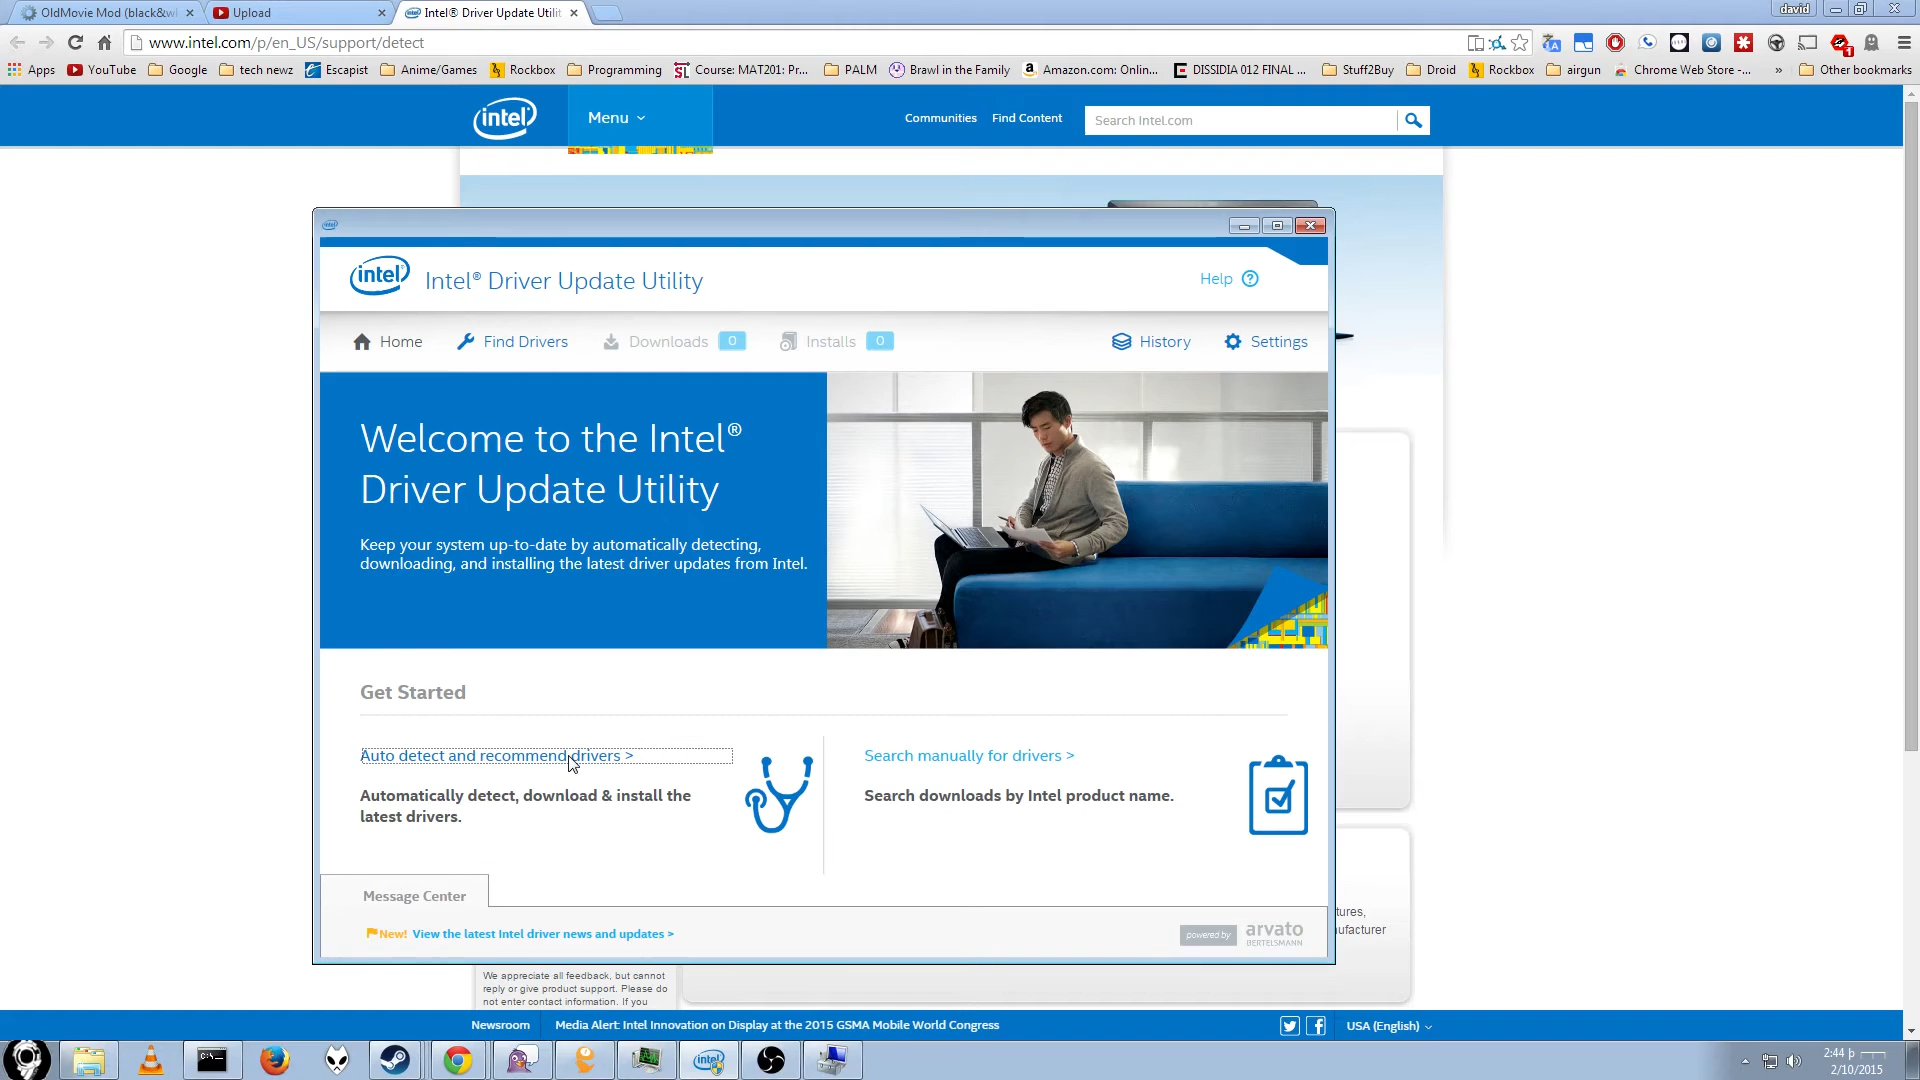 OldMovie Mod (black&w
Upload
Intel® Driver Update Utilit
david
www.intel.com/p/en_US/support/detect
Apps
YouTube
Google
tech newz
Escapist
Anime/Games
Rockbox
Programming
Course: MAT201: Pr...
PALM
Brawl in the Family
Amazon.com: Onlin...
DISSIDIA 012 FINAL ...
Stuff2Buy
Droid
Rockbox
airgun
Chrome Web Store -...
»
Other bookmarks
intel
Menu
Communities
Find Content
Search Intel.com
intel
Intel® Driver Update Utility
Help ?
Home
Find Drivers
Downloads 0
Installs 0
History
Settings
Welcome to the Intel®
Driver Update Utility
Keep your system up-to-date by automatically detecting,
downloading, and installing the latest driver updates from Intel.
Get Started
Auto detect and recommend drivers >
Automatically detect, download & install the
latest drivers.
Search manually for drivers >
Search downloads by Intel product name.
Message Center
New! View the latest Intel driver news and updates >
powered by arvato
BERTELSMANN
tures,
ufacturer
We appreciate all feedback, but cannot
reply or give product support. Please do
not enter contact information. If you
Newsroom
Media Alert: Intel Innovation on Display at the 2015 GSMA Mobile World Congress
USA (English)
2:44 þ
2/10/2015